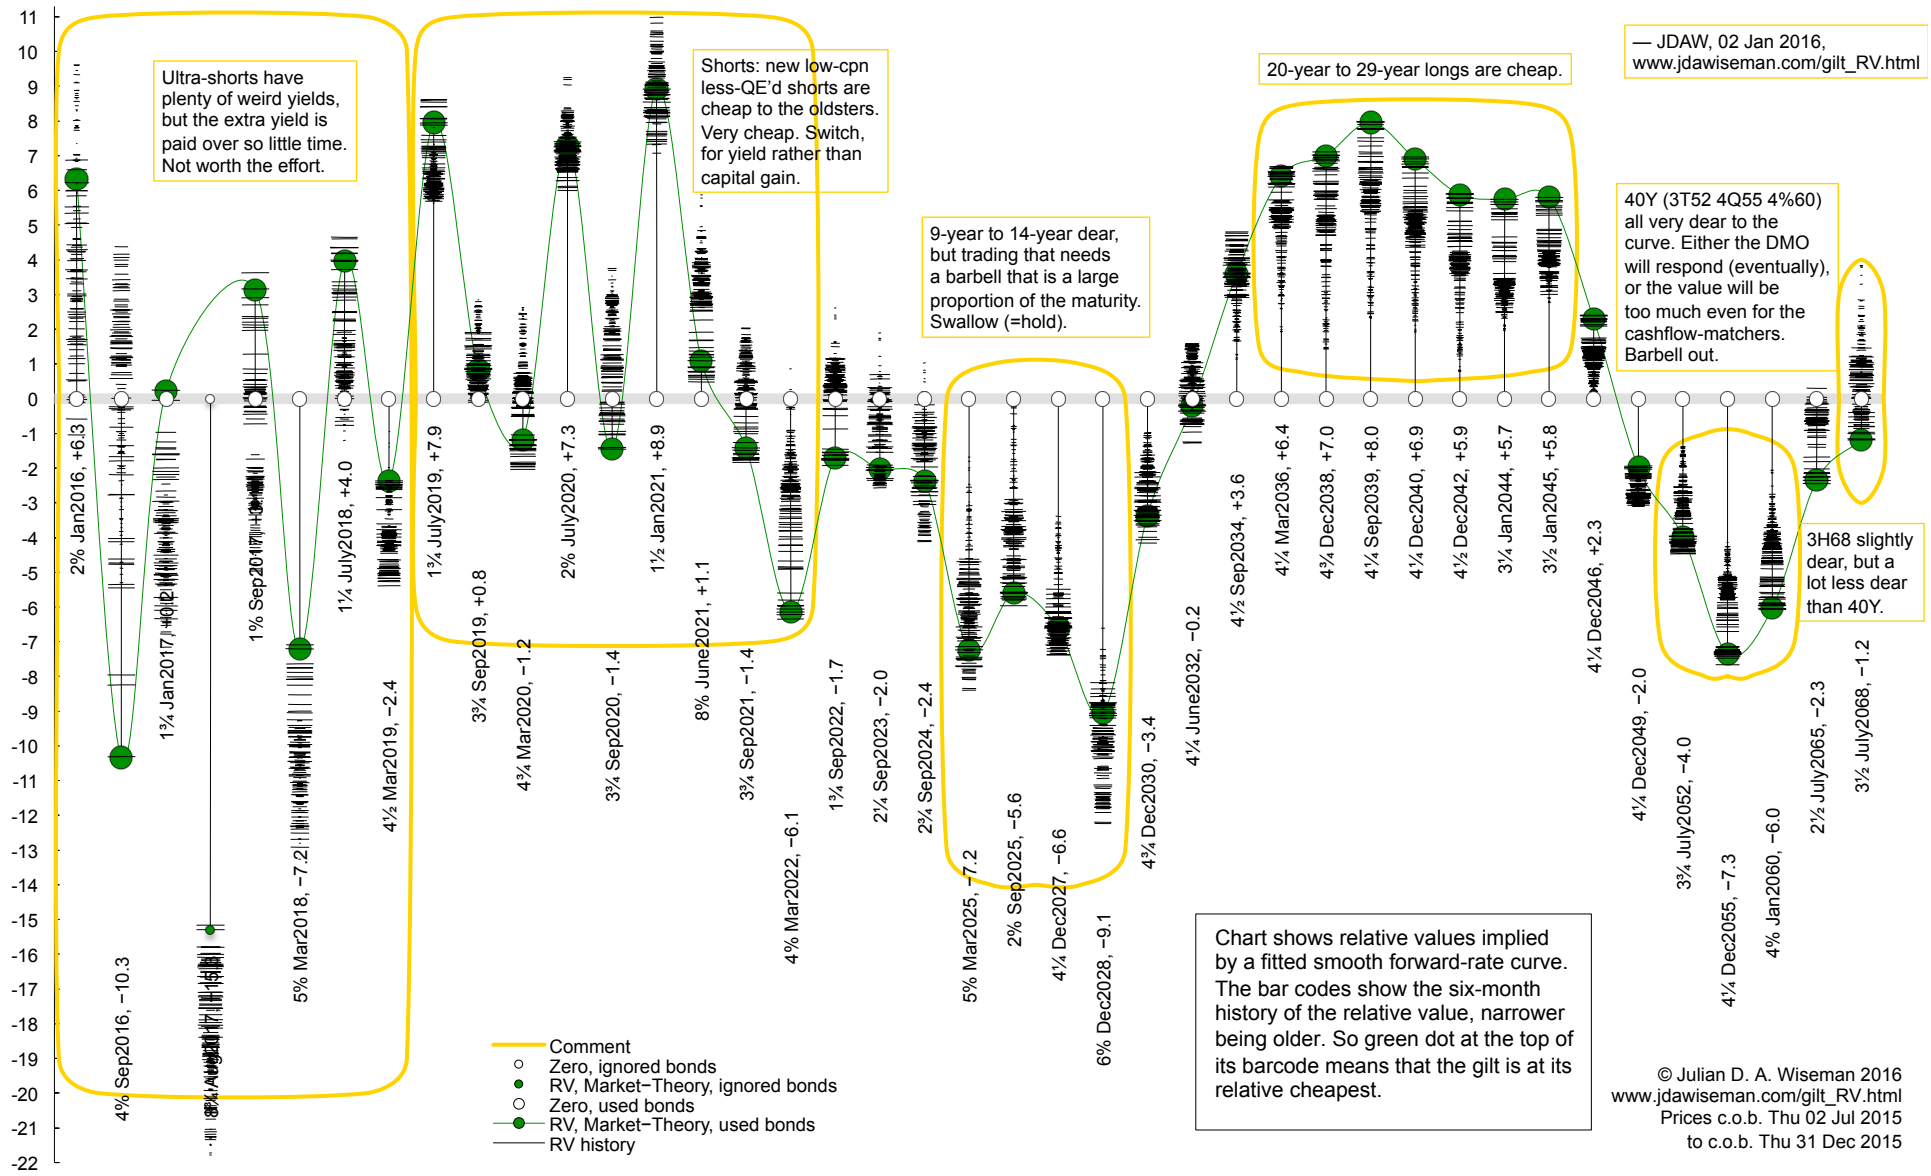 11
10
9
8
7
6
5
4
3
2
1
0
-1
-2
-3
-4
-5
-6
-7
-8
-9
-10
-11
-12
-13
-14
-15
-16
-17
-18
-19
-20
-21
-22
Ultra-shorts have
plenty of weird yields,
but the extra yield is
paid over so little time.
Not worth the effort.
Shorts: new low-cpn
less-QE'd shorts are
cheap to the oldsters.
Very cheap. Switch,
for yield rather than
capital gain.
9-year to 14-year dear,
but trading that needs
a barbell that is a large
proportion of the maturity.
Swallow (=hold).
20-year to 29-year longs are cheap.
— JDAW, 02 Jan 2016,
www.jdawiseman.com/gilt_RV.html
40Y (3T52 4Q55 4%60)
all very dear to the
curve. Either the DMO
will respond (eventually),
or the value will be
too much even for the
cashflow-matchers.
Barbell out.
3H68 slightly
dear, but a
lot less dear
than 40Y.
2% Jan2016, +6.3
4% Sep2016, −10.3
1¾ Jan2017, +0.2
1% Sep2017,
5% Mar2018, −7.2
1¼ July2018, +4.0
4½ Mar2019, −2.4
1¾ July2019, +7.9
3¾ Sep2019, +0.8
4¾ Mar2020, −1.2
2% July2020, +7.3
3¾ Sep2020, −1.4
1½ Jan2021, +8.9
8% June2021, +1.1
3¾ Sep2021, −1.4
4% Mar2022, −6.1
1¾ Sep2022, −1.7
2¼ Sep2023, −2.0
2¾ Sep2024, −2.4
5% Mar2025, −7.2
2% Sep2025, −5.6
4¼ Dec2027, −6.6
6% Dec2028, −9.1
4¾ Dec2030, −3.4
4¼ June2032, −0.2
4½ Sep2034, +3.6
4¼ Mar2036, +6.4
4¾ Dec2038, +7.0
4¼ Sep2039, +8.0
4¼ Dec2040, +6.9
4½ Dec2042, +5.9
3¼ Jan2044, +5.7
3½ Jan2045, +5.8
4¼ Dec2046, +2.3
4¼ Dec2049, −2.0
3¾ July2052, −4.0
4¼ Dec2055, −7.3
4% Jan2060, −6.0
2½ July2065, −2.3
3½ July2068, −1.2
Comment
Zero, ignored bonds
RV, Market−Theory, ignored bonds
Zero, used bonds
RV, Market−Theory, used bonds
RV history
Chart shows relative values implied
by a fitted smooth forward-rate curve.
The bar codes show the six-month
history of the relative value, narrower
being older. So green dot at the top of
its barcode means that the gilt is at its
relative cheapest.
© Julian D. A. Wiseman 2016
www.jdawiseman.com/gilt_RV.html
Prices c.o.b. Thu 02 Jul 2015
to c.o.b. Thu 31 Dec 2015